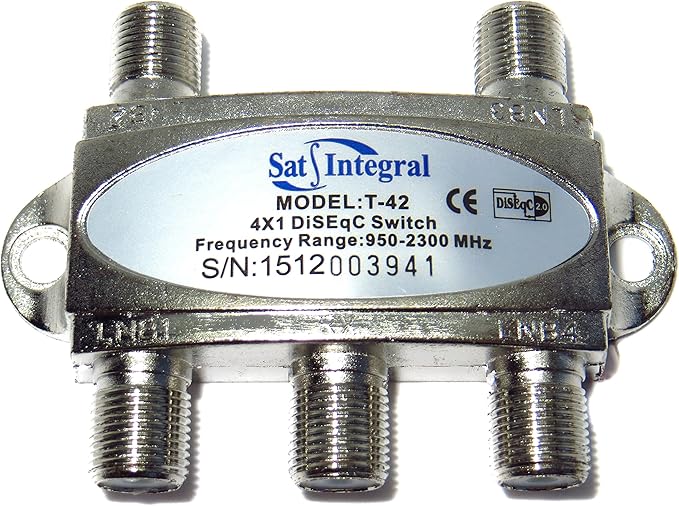 LNB3
Sat Integral
MODEL:T-42
4X1 DiSEqC Switch
Frequency Range:950-2300 MHz
S/N:1512003941
CE
DiSEqC 2.0
LNB1
LNB4